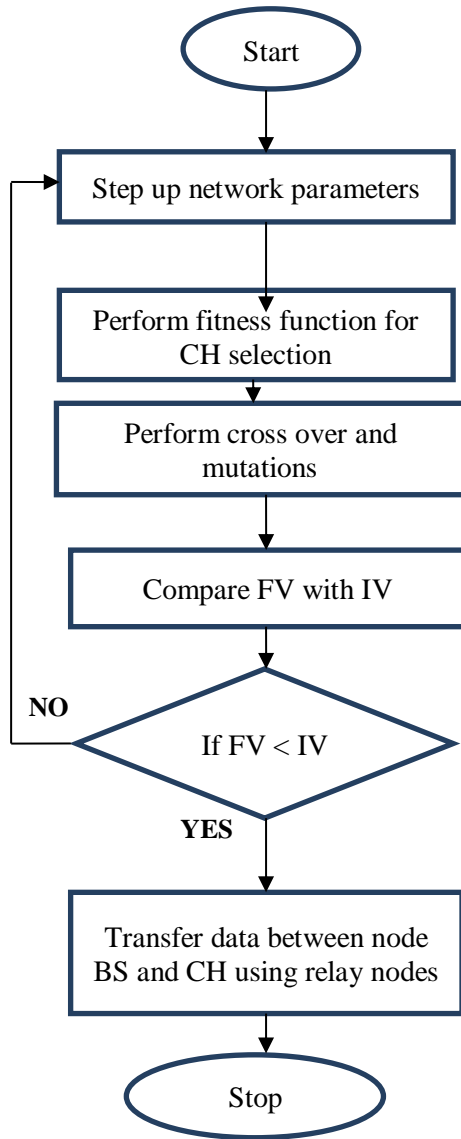 Start
Step up network parameters
Perform fitness function for
CH selection
Perform cross over and
mutations
Compare FV with IV
NO
If FV < IV
YES
Transfer data between node
BS and CH using relay nodes
Stop